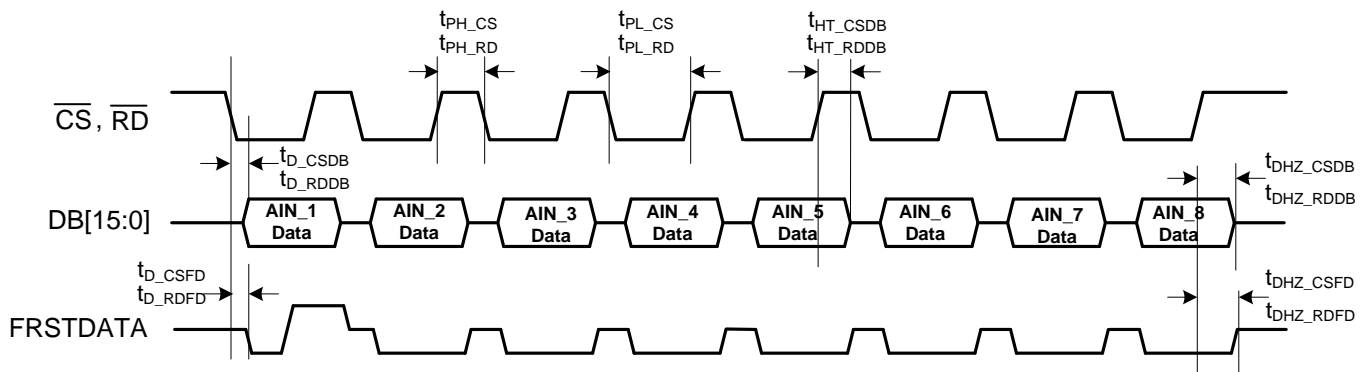 tPH_CS
tPH_RD
tPL_CS
tPL_RD
tHT_CSDB
tHT_RDDB
CS, RD
tD_CSDB
tD_RDDB
tDHZ_CSDB
tDHZ_RDDB
DB[15:0]
AIN_1 Data
AIN_2 Data
AIN_3 Data
AIN_4 Data
AIN_5 Data
AIN_6 Data
AIN_7 Data
AIN_8 Data
tD_CSFD
tD_RDFD
tDHZ_CSFD
tDHZ_RDFD
FRSTDATA